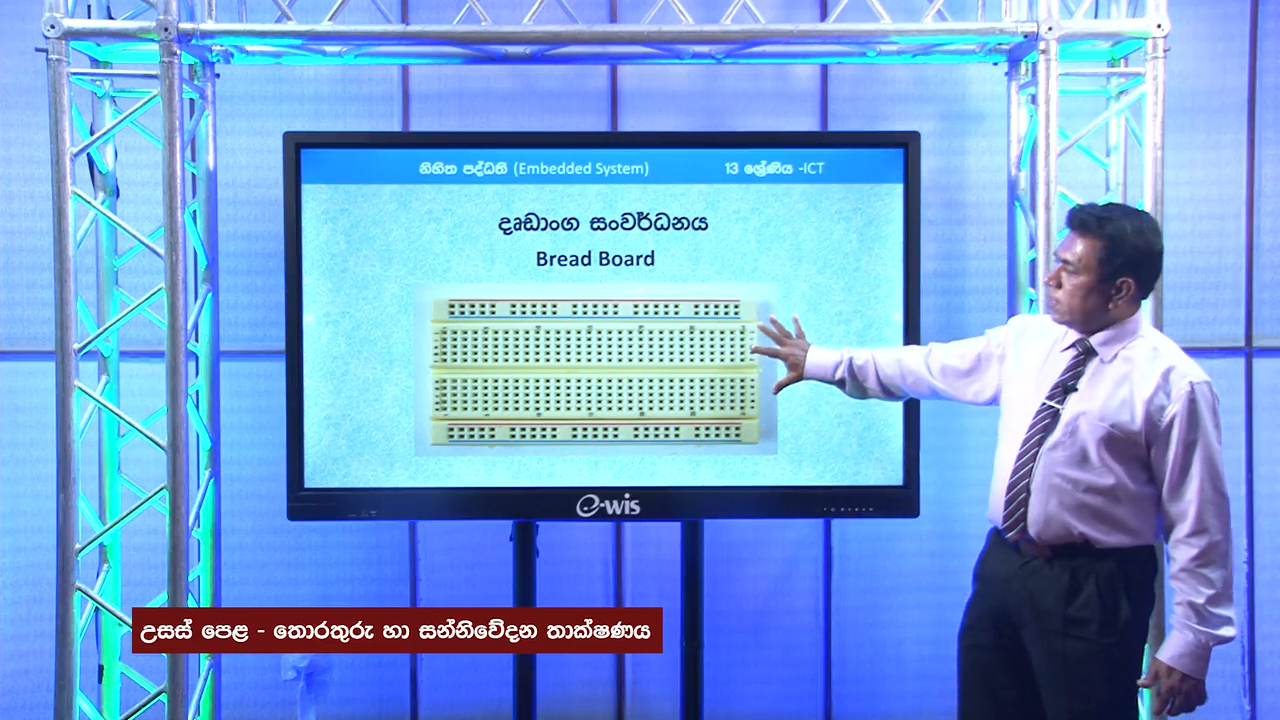 නිහිත පද්ධති (Embedded System) 13 ශ්‍රේණිය -ICT
දෘඩාංග සංවර්ධනය
Bread Board
e-wis
උසස් පෙළ - තොරතුරු හා සන්නිවේදන තාක්ෂණය